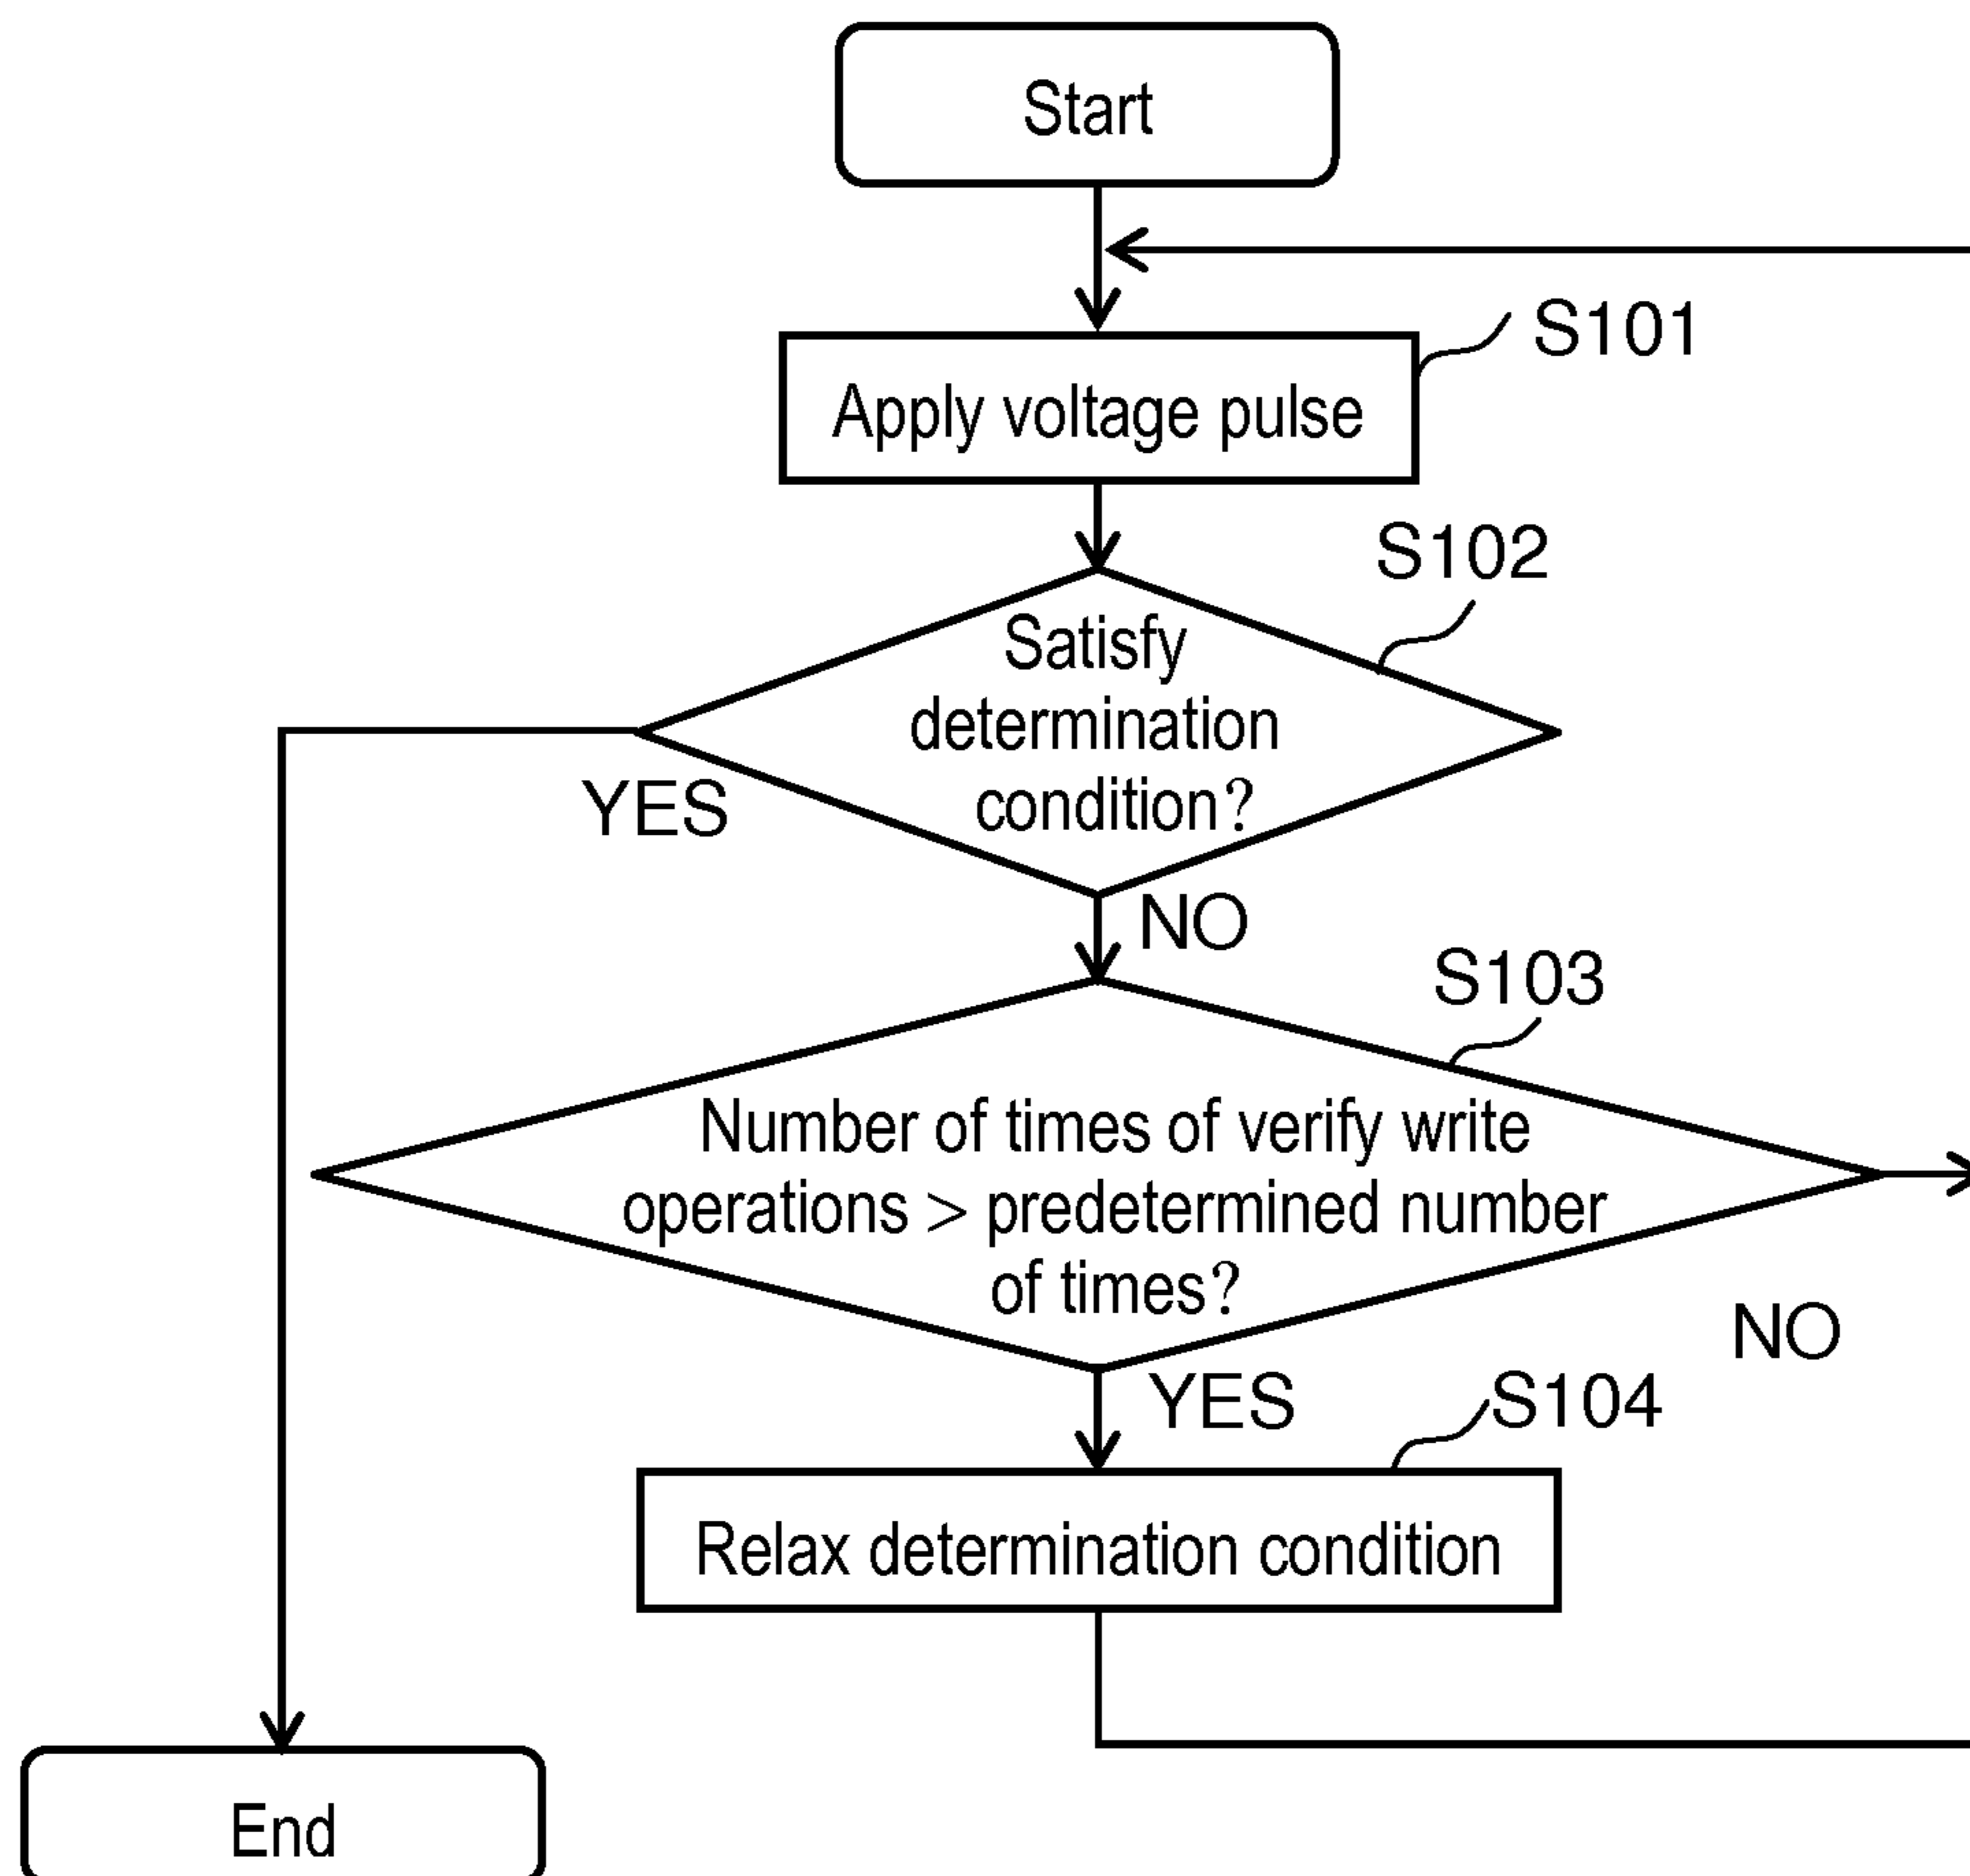 Start
S101
Apply voltage pulse
S102
Satisfy
determination
condition?
YES
NO
S103
Number of times of verify write
operations > predetermined number
of times?
NO
YES
S104
Relax determination condition
End